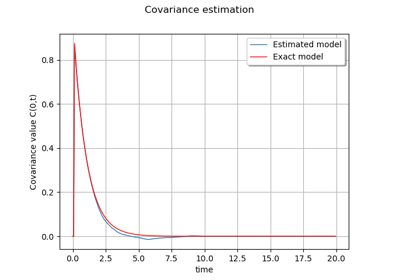 Covariance estimation
Estimated model
Exact model
Covariance value C(0,t)
0.8
0.6
0.4
0.2
0.0
0.0 2.5 5.0 7.5 10.0 12.5 15.0 17.5 20.0
time